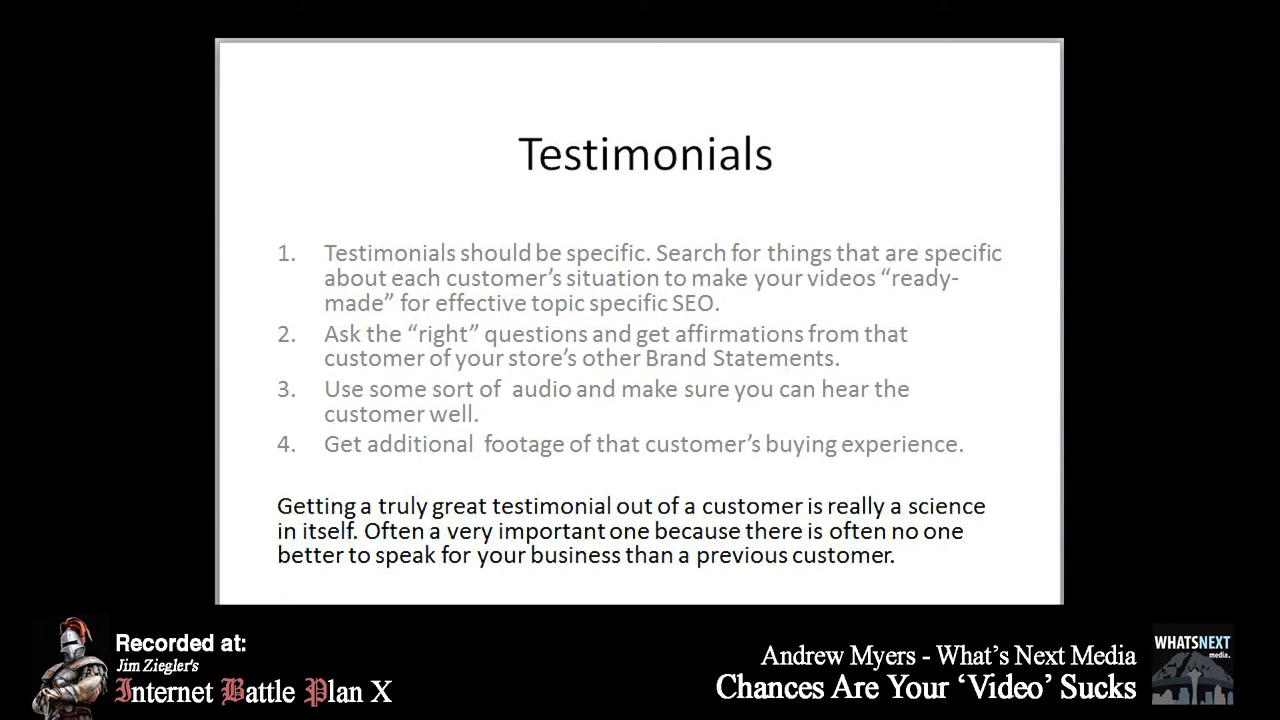 Testimonials
1. Testimonials should be specific. Search for things that are specific
about each customer's situation to make your videos “ready-
made” for effective topic specific SEO.
2. Ask the “right” questions and get affirmations from that
customer of your store's other Brand Statements.
3. Use some sort of audio and make sure you can hear the
customer well.
4. Get additional footage of that customer's buying experience.
Getting a truly great testimonial out of a customer is really a science
in itself. Often a very important one because there is often no one
better to speak for your business than a previous customer.
Recorded at:
Jim Ziegler's
Internet Battle Plan X
Andrew Myers - What's Next Media
Chances Are Your ‘Video’ Sucks
WHATSNEXT
media.